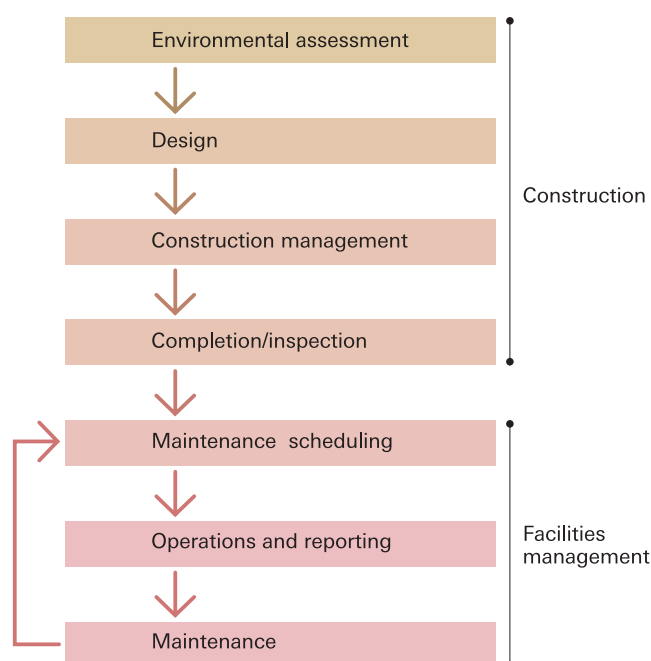 Environmental assessment
Design
Construction management
Completion/inspection
Construction
Maintenance scheduling
Operations and reporting
Maintenance
Facilities
management